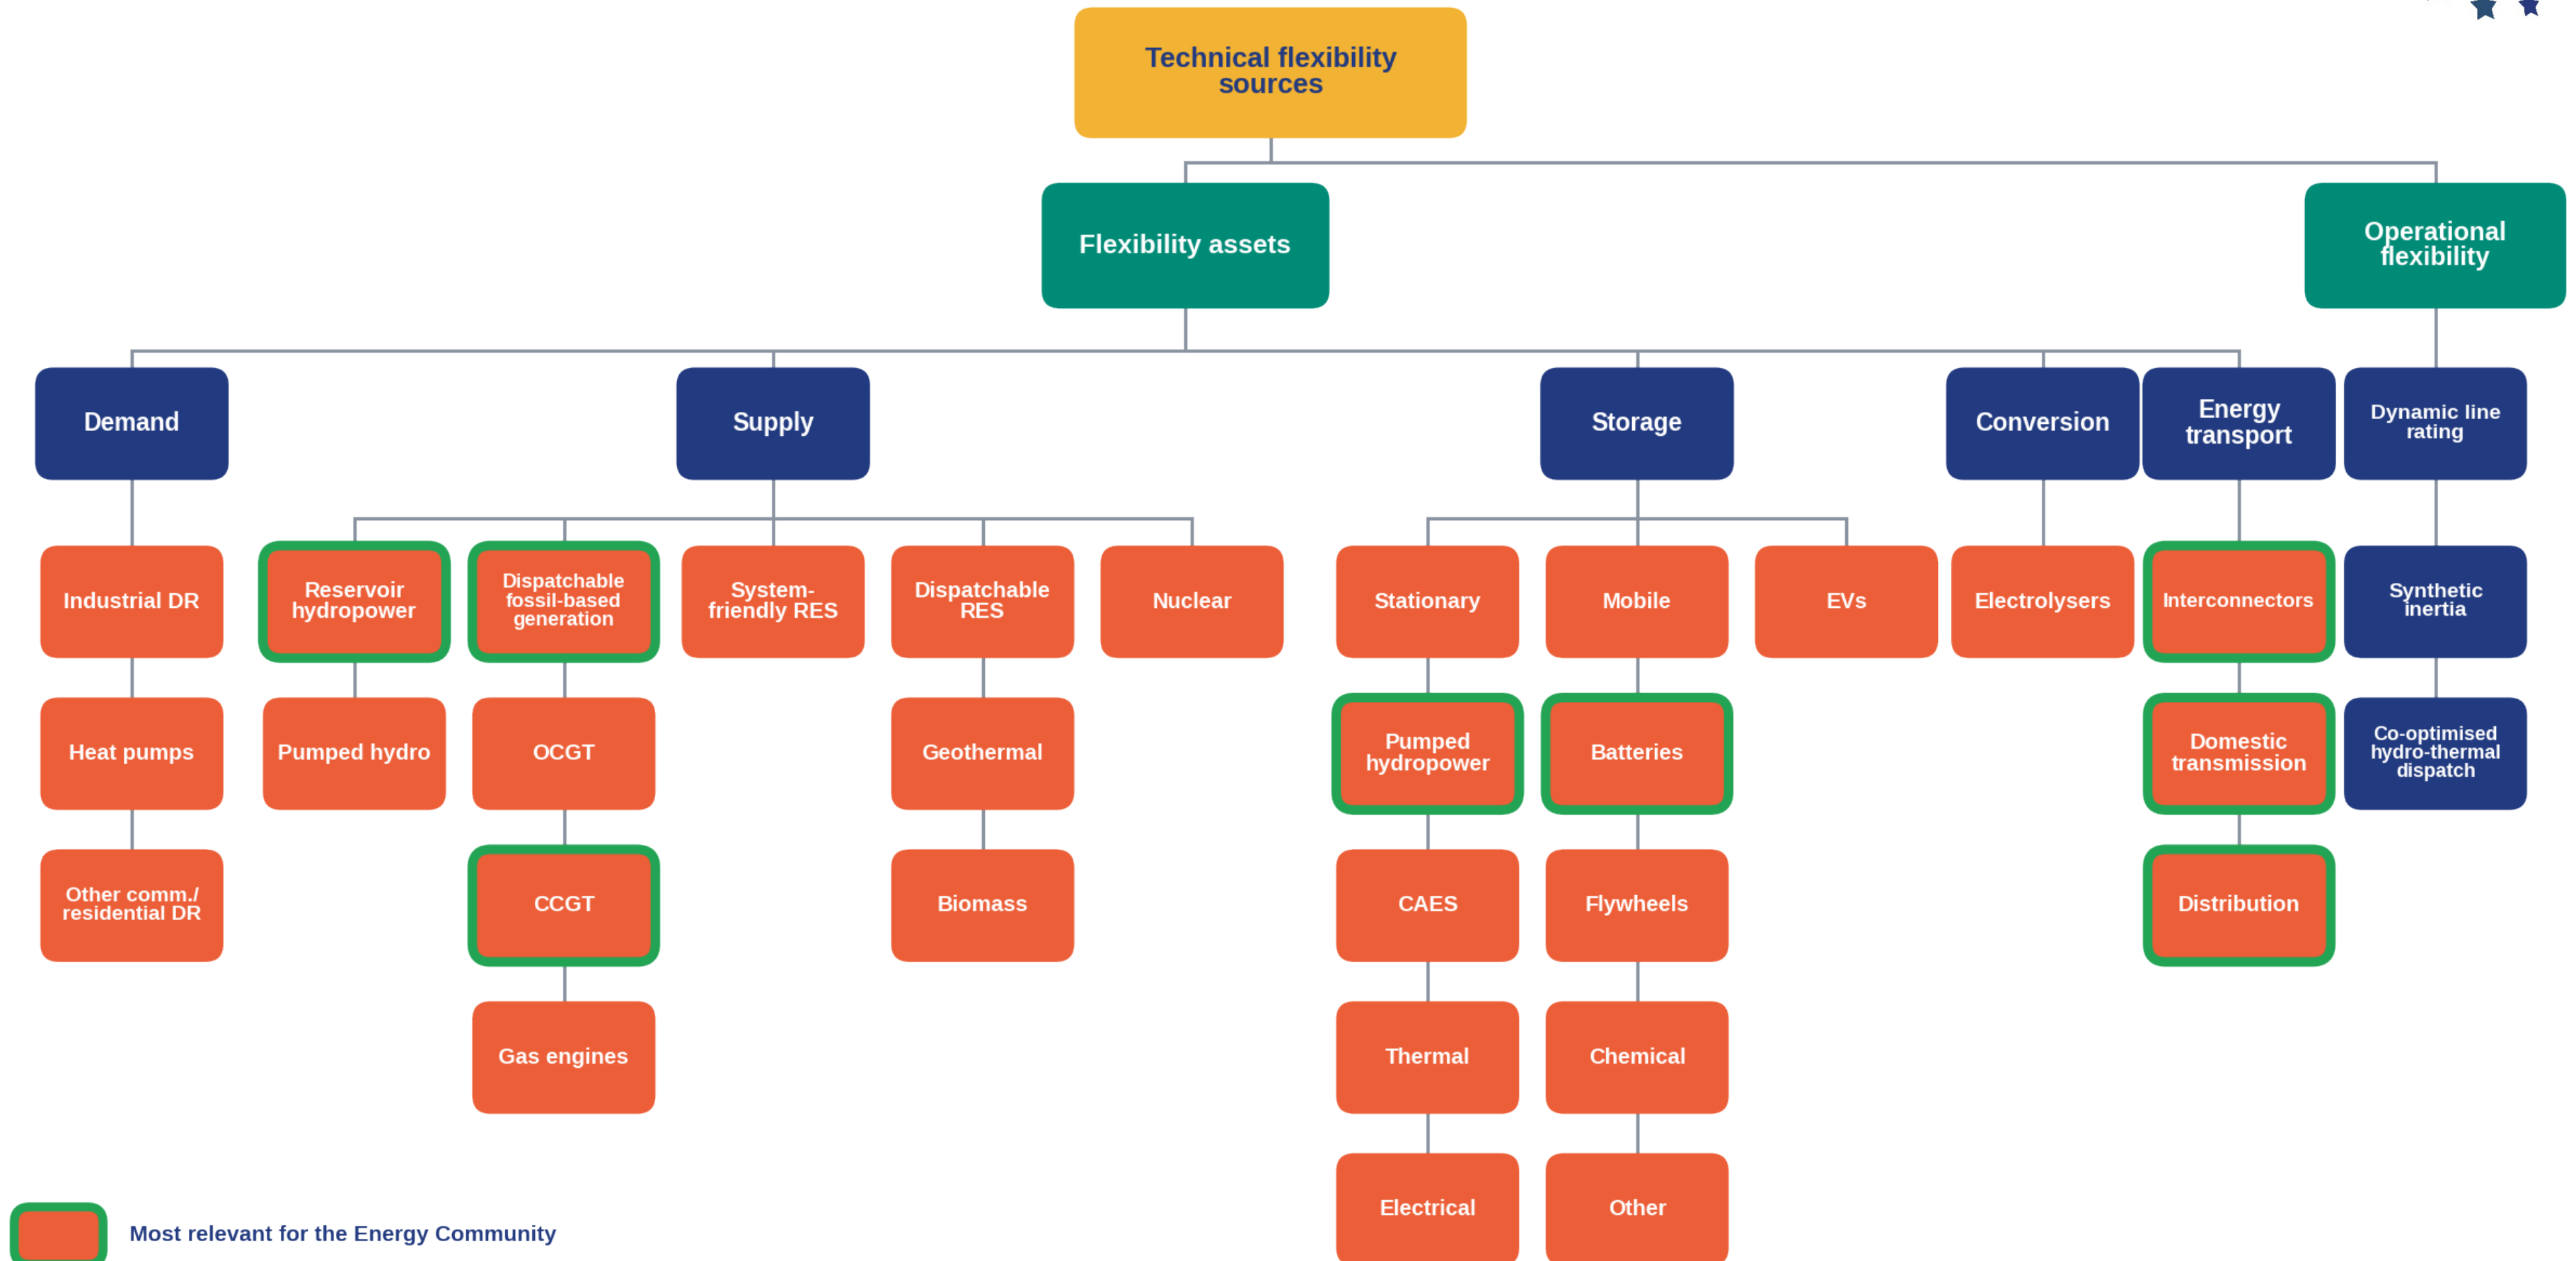 Technical flexibility
sources
Flexibility assets
Operational
flexibility
Demand
Supply
Storage
Conversion
Energy
transport
Dynamic line
rating
Industrial DR
Reservoir
hydropower
Dispatchable
fossil-based
generation
System-
friendly RES
Dispatchable
RES
Nuclear
Stationary
Mobile
EVs
Electrolysers
Interconnectors
Synthetic
inertia
Heat pumps
Pumped hydro
OCGT
Geothermal
Pumped
hydropower
Batteries
Domestic
transmission
Co-optimised
hydro-thermal
dispatch
Other comm./
residential DR
CCGT
Biomass
CAES
Flywheels
Distribution
Gas engines
Thermal
Chemical
Electrical
Other
Most relevant for the Energy Community